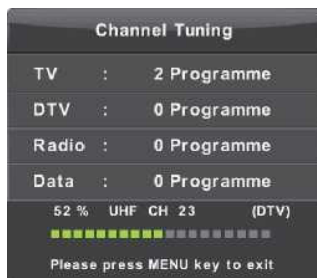 Channel Tuning
TV : 2 Programme
DTV : 0 Programme
Radio : 0 Programme
Data : 0 Programme
52 % UHF CH 23 (DTV)
Please press MENU key to exit